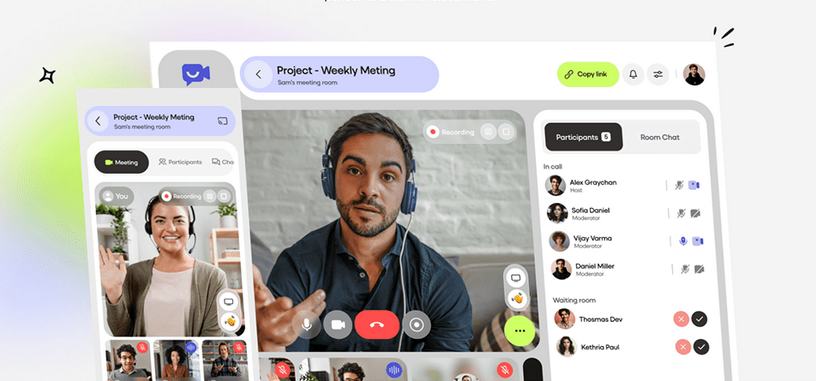 Project - Weekly Meting
Sam's meeting room
Copy link
Project - Weekly Meting
Sam's meeting room
Meeting
Participants
Cha
You
Recording
Recording
Participants 5
Room Chat
In call
Alex Graychan
Host
Sofia Daniel
Moderator
Vijay Varma
Moderator
Daniel Miller
Moderator
Waiting room
Thosmas Dev
Kethria Paul